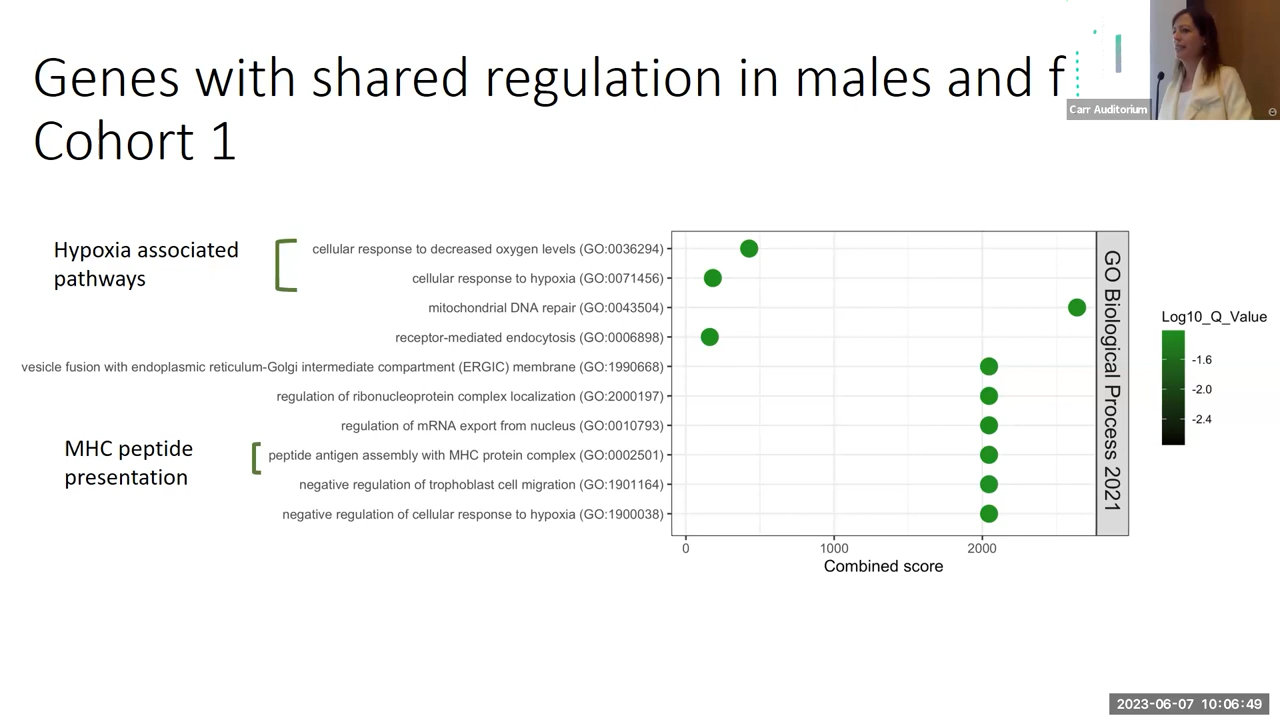 Genes with shared regulation in males and f
Cohort 1
Carr Auditorium
Hypoxia associated
pathways
cellular response to decreased oxygen levels (GO:0036294)
cellular response to hypoxia (GO:0071456)
mitochondrial DNA repair (GO:0043504)
receptor-mediated endocytosis (GO:0006898)
vesicle fusion with endoplasmic reticulum-Golgi intermediate compartment (ERGIC) membrane (GO:1990668)
regulation of ribonucleoprotein complex localization (GO:2000197)
regulation of mRNA export from nucleus (GO:0010793)
MHC peptide
presentation
peptide antigen assembly with MHC protein complex (GO:0002501)
negative regulation of trophoblast cell migration (GO:1901164)
negative regulation of cellular response to hypoxia (GO:1900038)
0 1000 2000
Combined score
GO Biological Process 2021
Log10_Q_Value
-1.6
-2.0
-2.4
2023-06-07 10:06:49